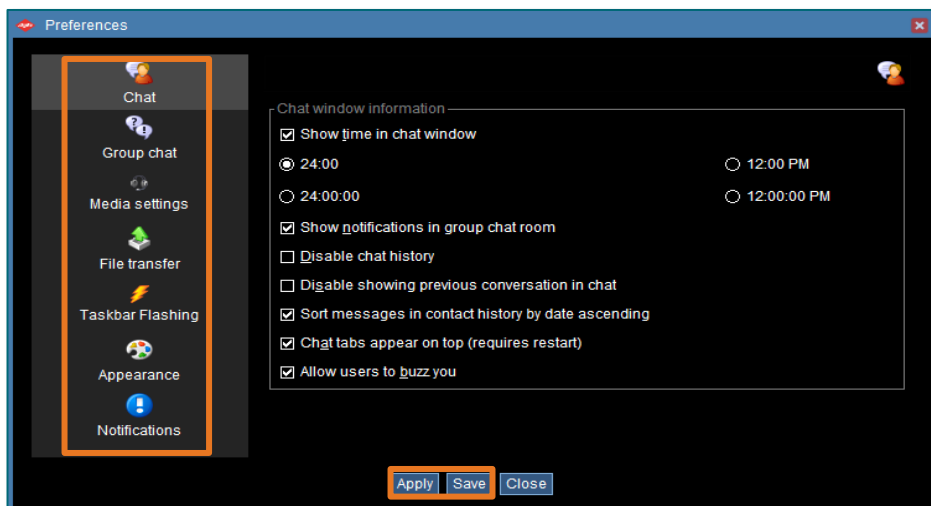 Preferences
Chat
Group chat
Media settings
File transfer
Taskbar Flashing
Appearance
Notifications
Chat window information
Show time in chat window
24:00 12:00 PM
24:00:00 12:00:00 PM
Show notifications in group chat room
Disable chat history
Disable showing previous conversation in chat
Sort messages in contact history by date ascending
Chat tabs appear on top (requires restart)
Allow users to buzz you
Apply Save Close